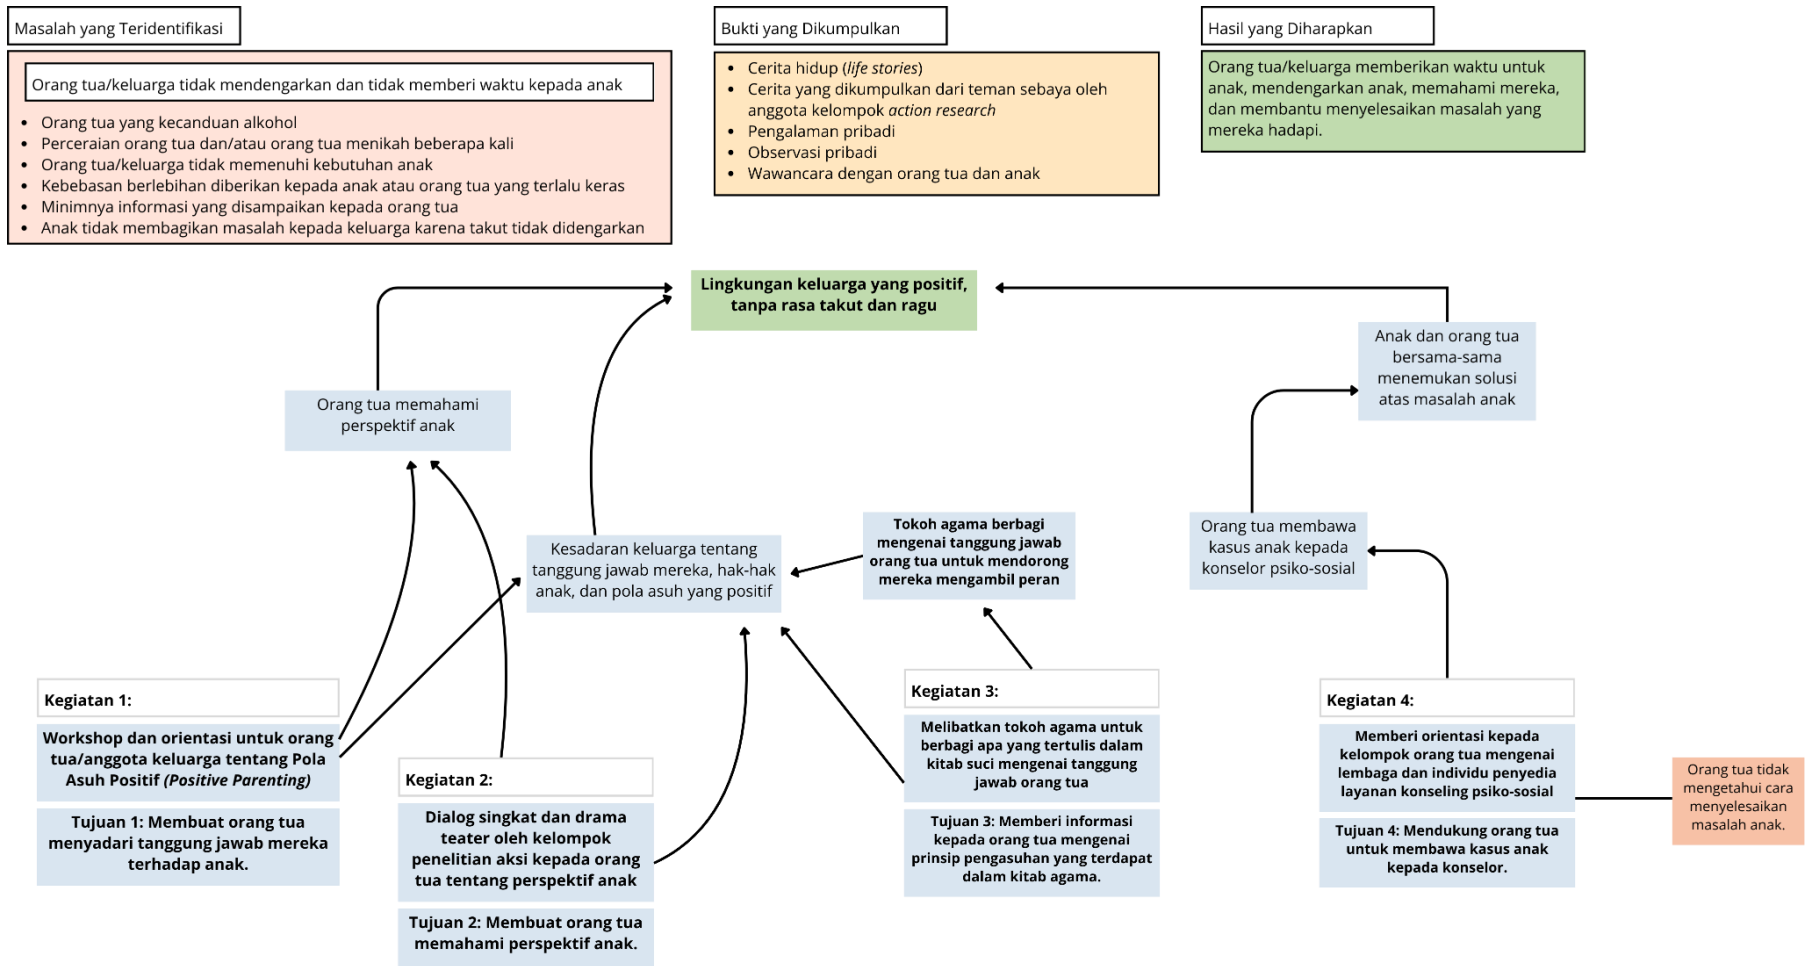 Masalah yang Teridentifikasi
Orang tua/keluarga tidak mendengarkan dan tidak memberi waktu kepada anak
• Orang tua yang kecanduan alkohol
• Perceraian orang tua dan/atau orang tua menikah beberapa kali
• Orang tua/keluarga tidak memenuhi kebutuhan anak
• Kebebasan berlebihan diberikan kepada anak atau orang tua yang terlalu keras
• Minimnya informasi yang disampaikan kepada orang tua
• Anak tidak membagikan masalah kepada keluarga karena takut tidak didengarkan
Bukti yang Dikumpulkan
• Cerita hidup (life stories)
• Cerita yang dikumpulkan dari teman sebaya oleh
anggota kelompok action research
• Pengalaman pribadi
• Observasi pribadi
• Wawancara dengan orang tua dan anak
Hasil yang Diharapkan
Orang tua/keluarga memberikan waktu untuk
anak, mendengarkan anak, memahami mereka,
dan membantu menyelesaikan masalah yang
mereka hadapi.
Lingkungan keluarga yang positif,
tanpa rasa takut dan ragu
Anak dan orang tua
bersama-sama
menemukan solusi
atas masalah anak
Orang tua memahami
perspektif anak
Kesadaran keluarga tentang
tanggung jawab mereka, hak-hak
anak, dan pola asuh yang positif
Tokoh agama berbagi
mengenai tanggung jawab
orang tua untuk mendorong
mereka mengambil peran
Orang tua membawa
kasus anak kepada
konselor psiko-sosial
Kegiatan 1:
Workshop dan orientasi untuk orang
tua/anggota keluarga tentang Pola
Asuh Positif (Positive Parenting)
Tujuan 1: Membuat orang tua
menyadari tanggung jawab mereka
terhadap anak.
Kegiatan 2:
Dialog singkat dan drama
teater oleh kelompok
penelitian aksi kepada orang
tua tentang perspektif anak
Tujuan 2: Membuat orang tua
memahami perspektif anak.
Kegiatan 3:
Melibatkan tokoh agama untuk
berbagi apa yang tertulis dalam
kitab suci mengenai tanggung
jawab orang tua
Tujuan 3: Memberi informasi
kepada orang tua mengenai
prinsip pengasuhan yang terdapat
dalam kitab agama.
Kegiatan 4:
Memberi orientasi kepada
kelompok orang tua mengenai
lembaga dan individu penyedia
layanan konseling psiko-sosial
Tujuan 4: Mendukung orang tua
untuk membawa kasus anak
kepada konselor.
Orang tua tidak
mengetahui cara
menyelesaikan
masalah anak.